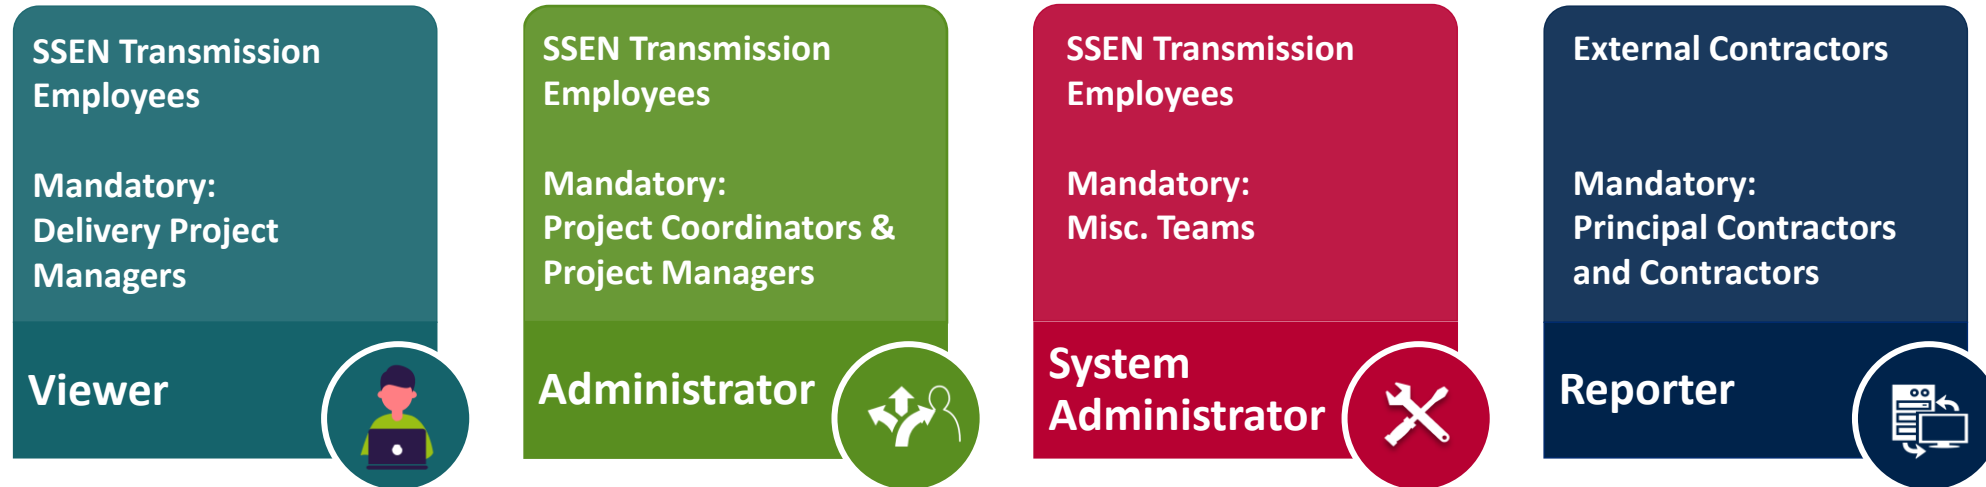 SSEN Transmission
Employees
Mandatory:
Delivery Project
Managers
Viewer
SSEN Transmission
Employees
Mandatory:
Project Coordinators &
Project Managers
Administrator
SSEN Transmission
Employees
Mandatory:
Misc. Teams
System
Administrator
External Contractors
Mandatory:
Principal Contractors
and Contractors
Reporter